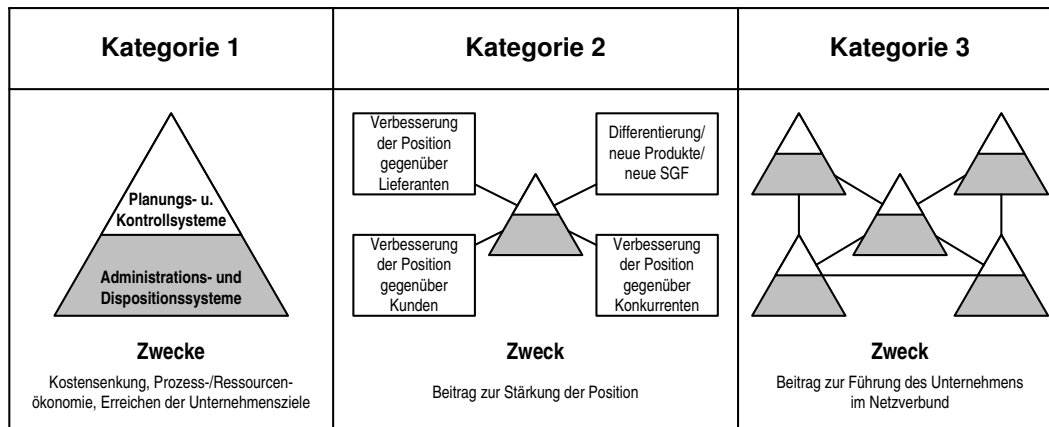 Kategorie 1
Planungs- u.
Kontrollsysteme
Administrations- und
Dispositionssysteme
Zwecke
Kostensenkung, Prozess-/Ressourcen-
ökonomie, Erreichen der Unternehmensziele
Kategorie 2
Verbesserung
der Position
gegenüber
Lieferanten
Differentierung/
neue Produkte/
neue SGF
Verbesserung
der Position
gegenüber
Kunden
Verbesserung
der Position
gegenüber
Konkurrenten
Zweck
Beitrag zur Stärkung der Position
Kategorie 3
Zweck
Beitrag zur Führung des Unternehmens
im Netzverbund